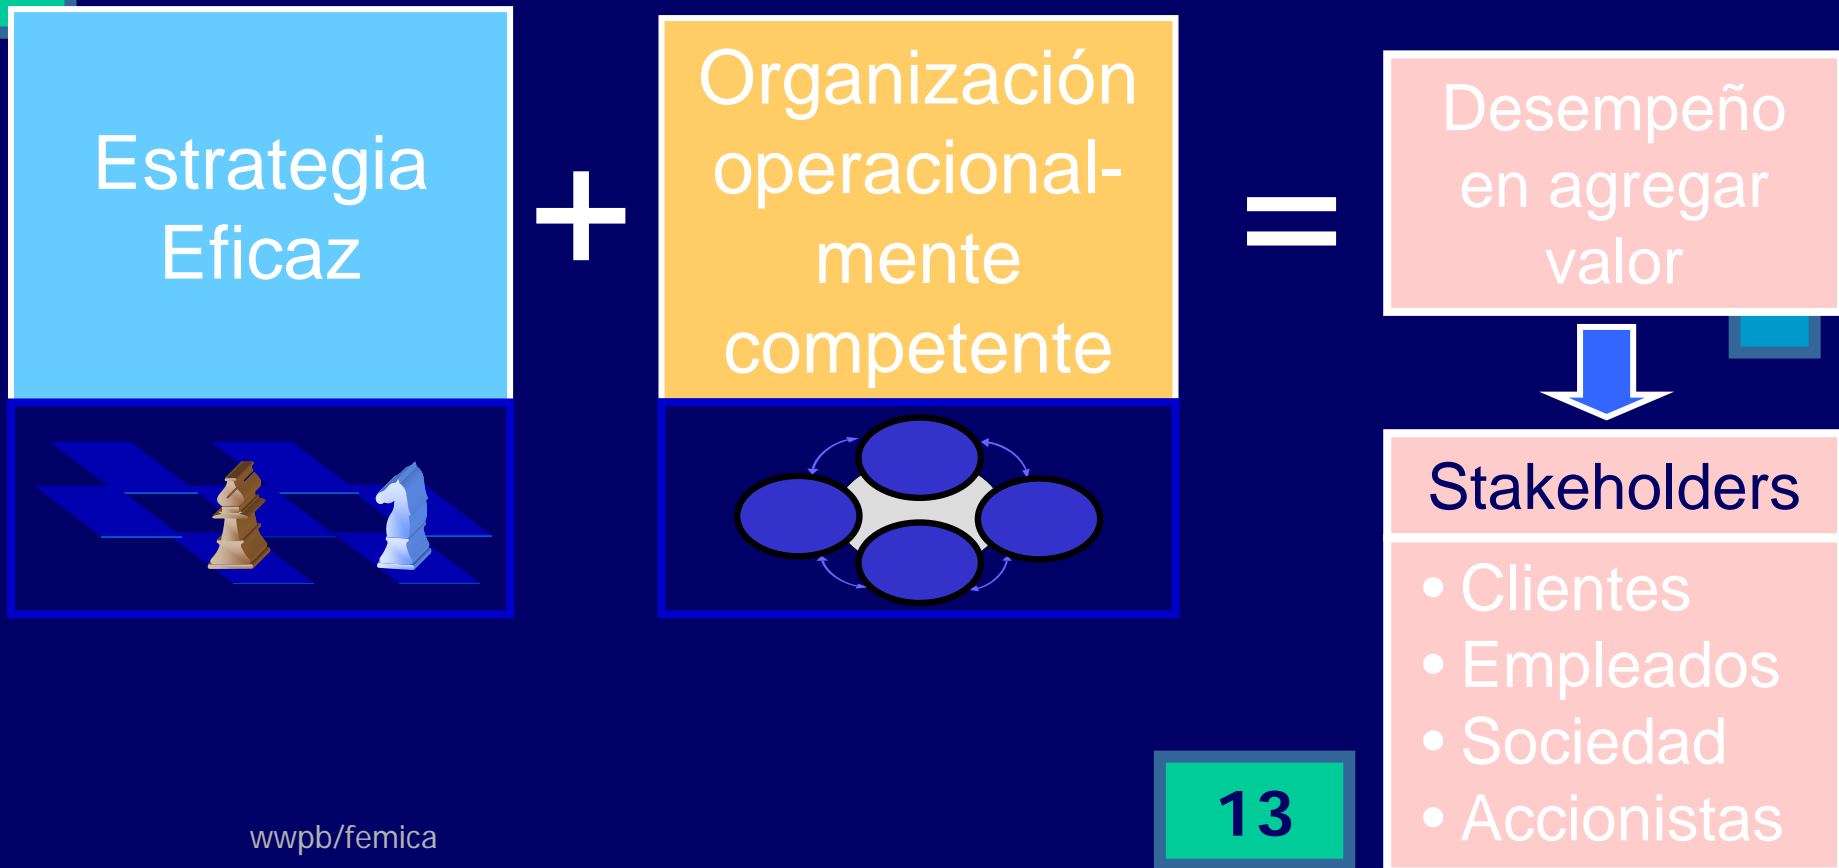 Estrategia
Eficaz
+
Organización
operacional-
mente
competente
=
Desempeño
en agregar
valor
Stakeholders
• Clientes
• Empleados
• Sociedad
• Accionistas
13
wwpb/femica